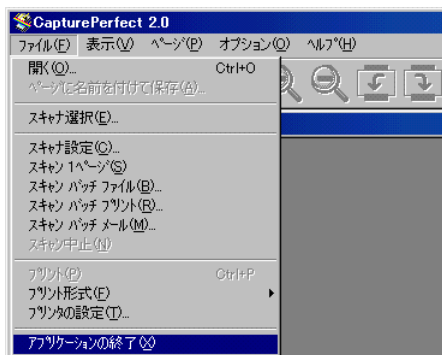 CapturePerfect 2.0
ファイル(F) 表示(V) ページ(P) オプション(O) ヘルプ(H)
開く(O)... Ctrl+O
ページに名前を付けて保存(A)...
スキャナ選択(E)...
スキャナ設定(C)...
スキャン 1ページ(S)
スキャン バッチ ファイル(B)...
スキャン バッチ プリント(R)...
スキャン バッチ メール(M)...
スキャン中止(N)
プリント(P) Ctrl+P
プリント形式(F)
プリンタの設定(T)...
アプリケーションの終了(X)